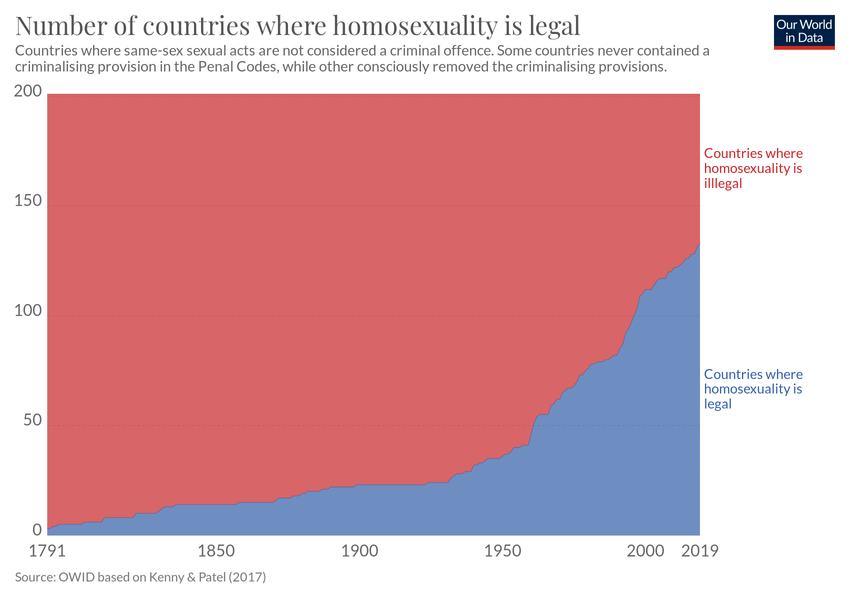 Number of countries where homosexuality is legal
Our World
in Data
Countries where same-sex sexual acts are not considered a criminal offence. Some countries never contained a
criminalising provision in the Penal Codes, while other consciously removed the criminalising provisions.
200
150
100
50
0
Countries where
homosexuality is
illlegal
Countries where
homosexuality is
legal
1791
1850
1900
1950
2000
2019
Source: OWID based on Kenny & Patel (2017)